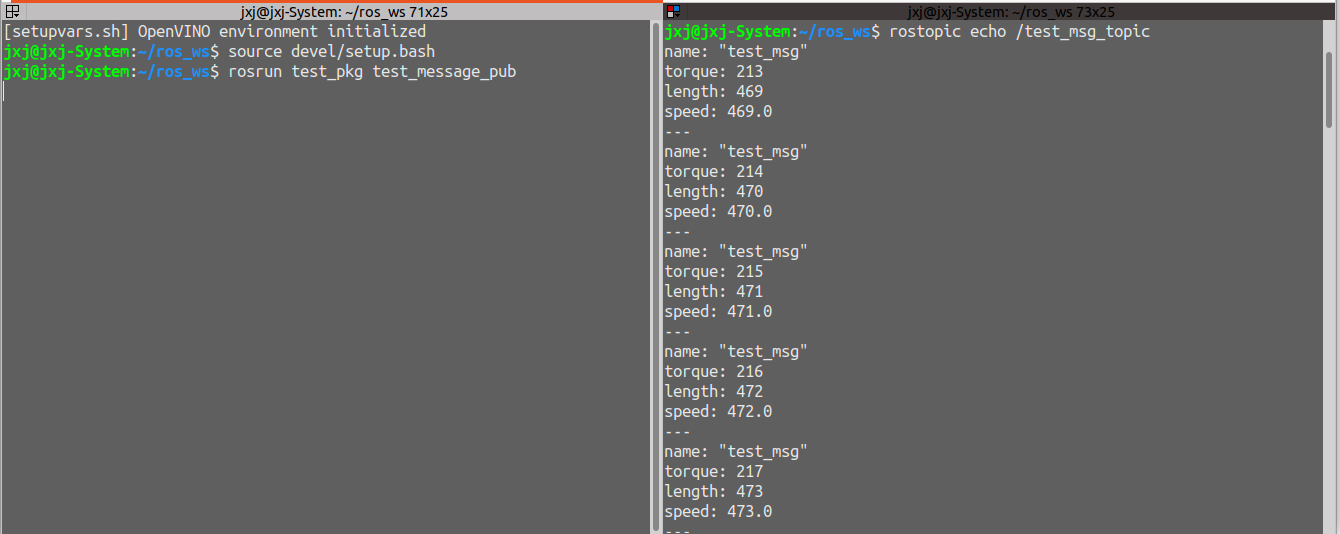 jxj@jxj-System: ~/ros_ws 71x25
[setupvars.sh] OpenVINO environment initialized
jxj@jxj-System:~/ros_ws$ source devel/setup.bash
jxj@jxj-System:~/ros_ws$ rosrun test_pkg test_message_pub
jxj@jxj-System: ~/ros_ws 73x25
jxj@jxj-System:~/ros_ws$ rostopic echo /test_msg_topic
name: "test_msg"
torque: 213
length: 469
speed: 469.0
---
name: "test_msg"
torque: 214
length: 470
speed: 470.0
---
name: "test_msg"
torque: 215
length: 471
speed: 471.0
---
name: "test_msg"
torque: 216
length: 472
speed: 472.0
---
name: "test_msg"
torque: 217
length: 473
speed: 473.0
---